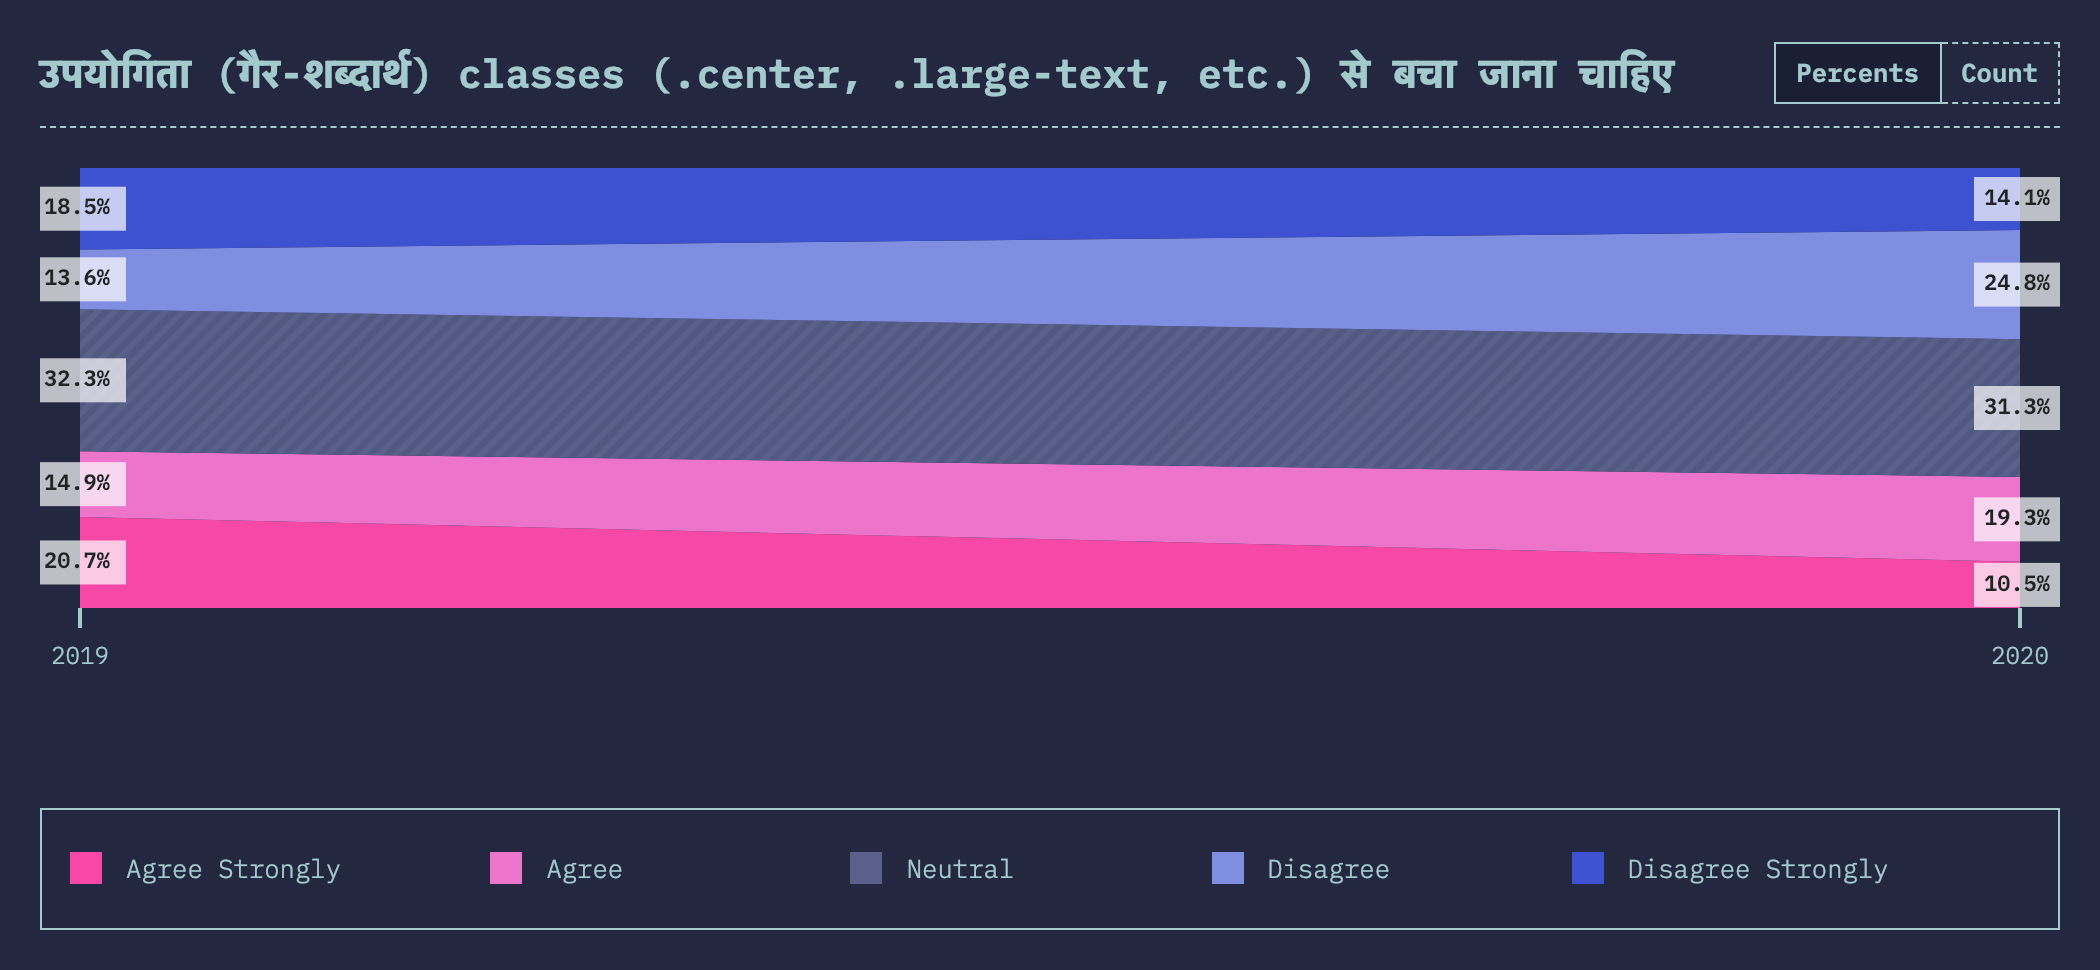 उपयोगिता (गैर-शब्दार्थ) classes (.center, .large-text, etc.) से बचा जाना चाहिए
Percents Count
18.5% 14.1%
13.6% 24.8%
32.3% 31.3%
14.9% 19.3%
20.7% 10.5%
2019 2020
Agree Strongly Agree Neutral Disagree Disagree Strongly